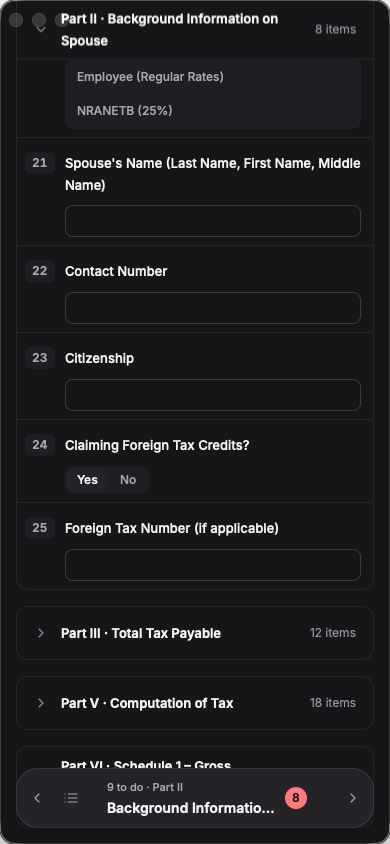 Part II · Background Information on
Spouse
8 items
Employee (Regular Rates)
NRANETB (25%)
21
Spouse's Name (Last Name, First Name, Middle
Name)
22
Contact Number
23
Citizenship
24
Claiming Foreign Tax Credits?
Yes
No
25
Foreign Tax Number (if applicable)
Part III · Total Tax Payable
12 items
Part V · Computation of Tax
18 items
Part VI · Schedule 1 – Gross
9 to do · Part II
Background Informatio...
8